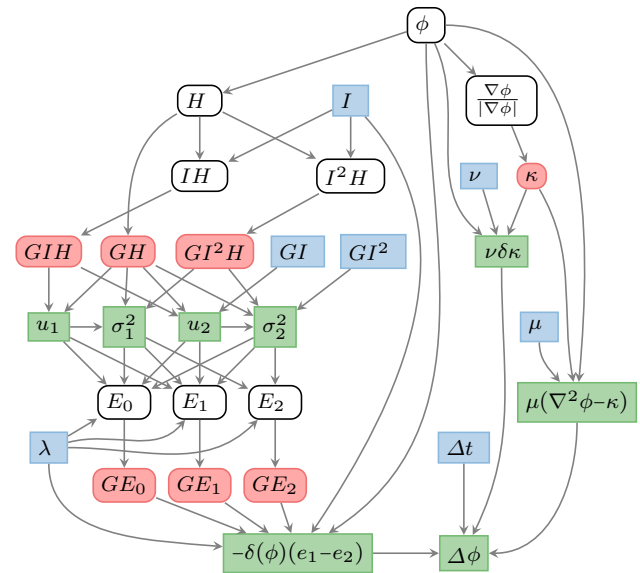 ϕ
H
I
∇ϕ
|∇ϕ|
IH
I²H
ν
κ
GIH
GH
GI²H
GI
GI²
νδκ
u₁
σ₁²
u₂
σ₂²
μ
E₀
E₁
E₂
μ(∇²ϕ–κ)
λ
Δt
GE₀
GE₁
GE₂
–δ(ϕ)(e₁–e₂)
Δϕ